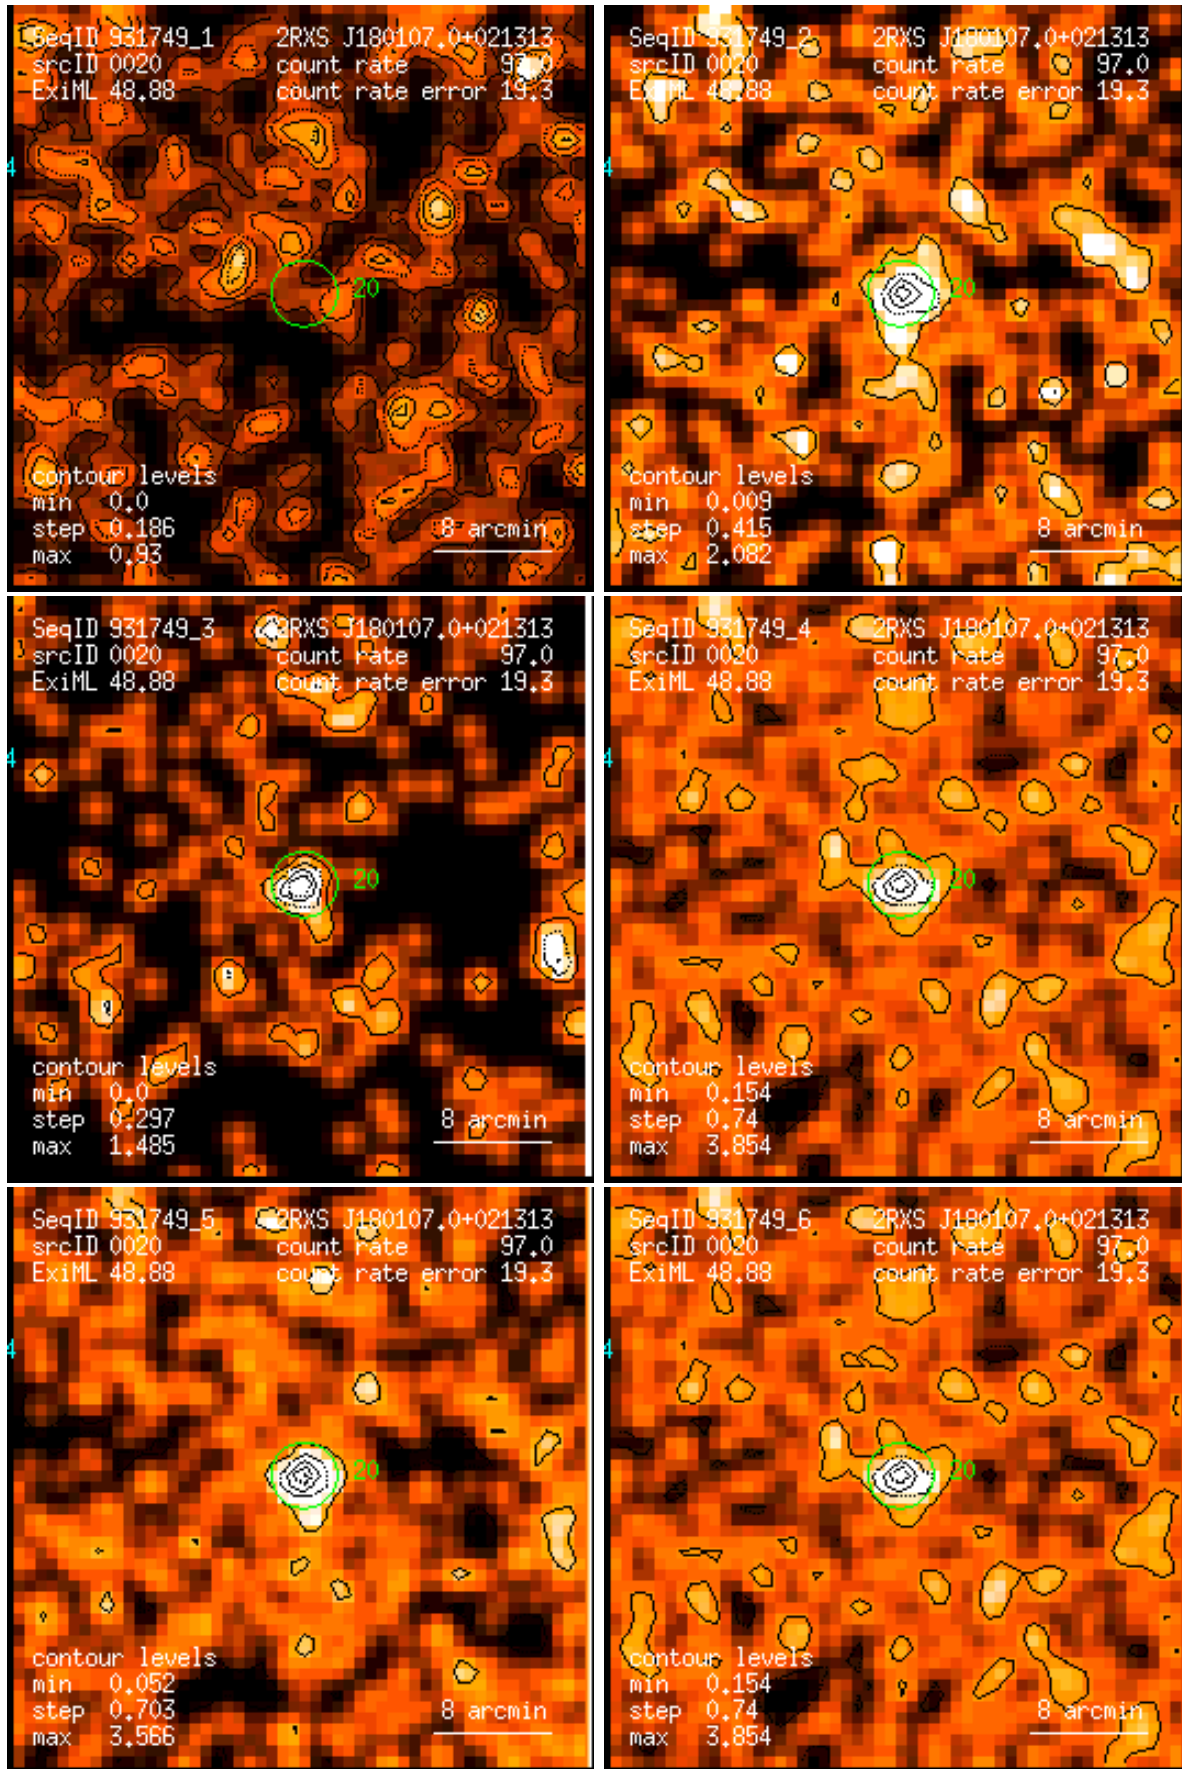 SeqID 931749_1 2RXS J180107.0+021313
srcID 0020 count rate 97.0
ExiML 48.88 count rate error 19.3
4
20
contour levels
min 0.0
step 0.186 8 arcmin
max 0.93
SeqID 931749_2 2RXS J180107.0+021313
srcID 0020 count rate 97.0
ExiML 48.88 count rate error 19.3
4
20
contour levels
min 0.009
step 0.415 8 arcmin
max 2.082
SeqID 931749_3 2RXS J180107.0+021313
srcID 0020 count rate 97.0
ExiML 48.88 count rate error 19.3
4
20
contour levels
min 0.0
step 0.297 8 arcmin
max 1.485
SeqID 931749_4 2RXS J180107.0+021313
srcID 0020 count rate 97.0
ExiML 48.88 count rate error 19.3
4
20
contour levels
min 0.154
step 0.74 8 arcmin
max 3.854
SeqID 931749_5 2RXS J180107.0+021313
srcID 0020 count rate 97.0
ExiML 48.88 count rate error 19.3
4
20
contour levels
min 0.052
step 0.703 8 arcmin
max 3.566
SeqID 931749_6 2RXS J180107.0+021313
srcID 0020 count rate 97.0
ExiML 48.88 count rate error 19.3
4
20
contour levels
min 0.154
step 0.74 8 arcmin
max 3.854